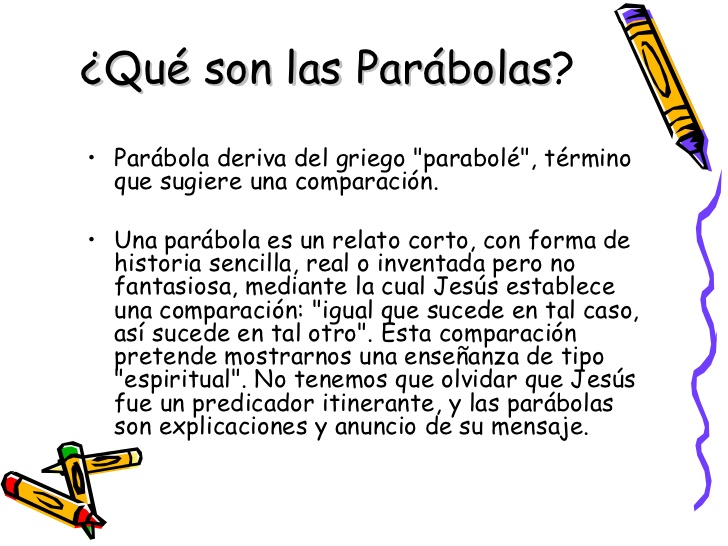 ¿Qué son las Parábolas?
• Parábola deriva del griego "parabolé", término
que sugiere una comparación.
• Una parábola es un relato corto, con forma de
historia sencilla, real o inventada pero no
fantasiosa, mediante la cual Jesús establece
una comparación: "igual que sucede en tal caso,
así sucede en tal otro". Esta comparación
pretende mostrarnos una enseñanza de tipo
"espiritual". No tenemos que olvidar que Jesús
fue un predicador itinerante, y las parábolas
son explicaciones y anuncio de su mensaje.